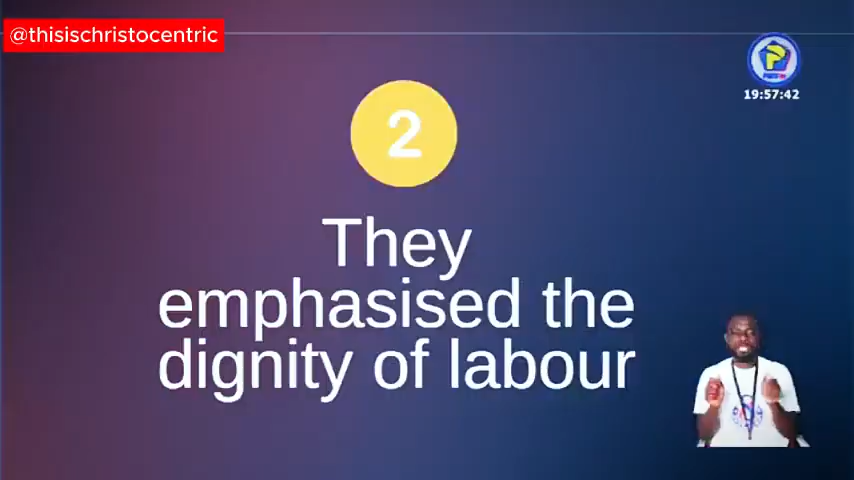 @thisischristocentric
P
19:57:42
2
They
emphasised the
dignity of labour